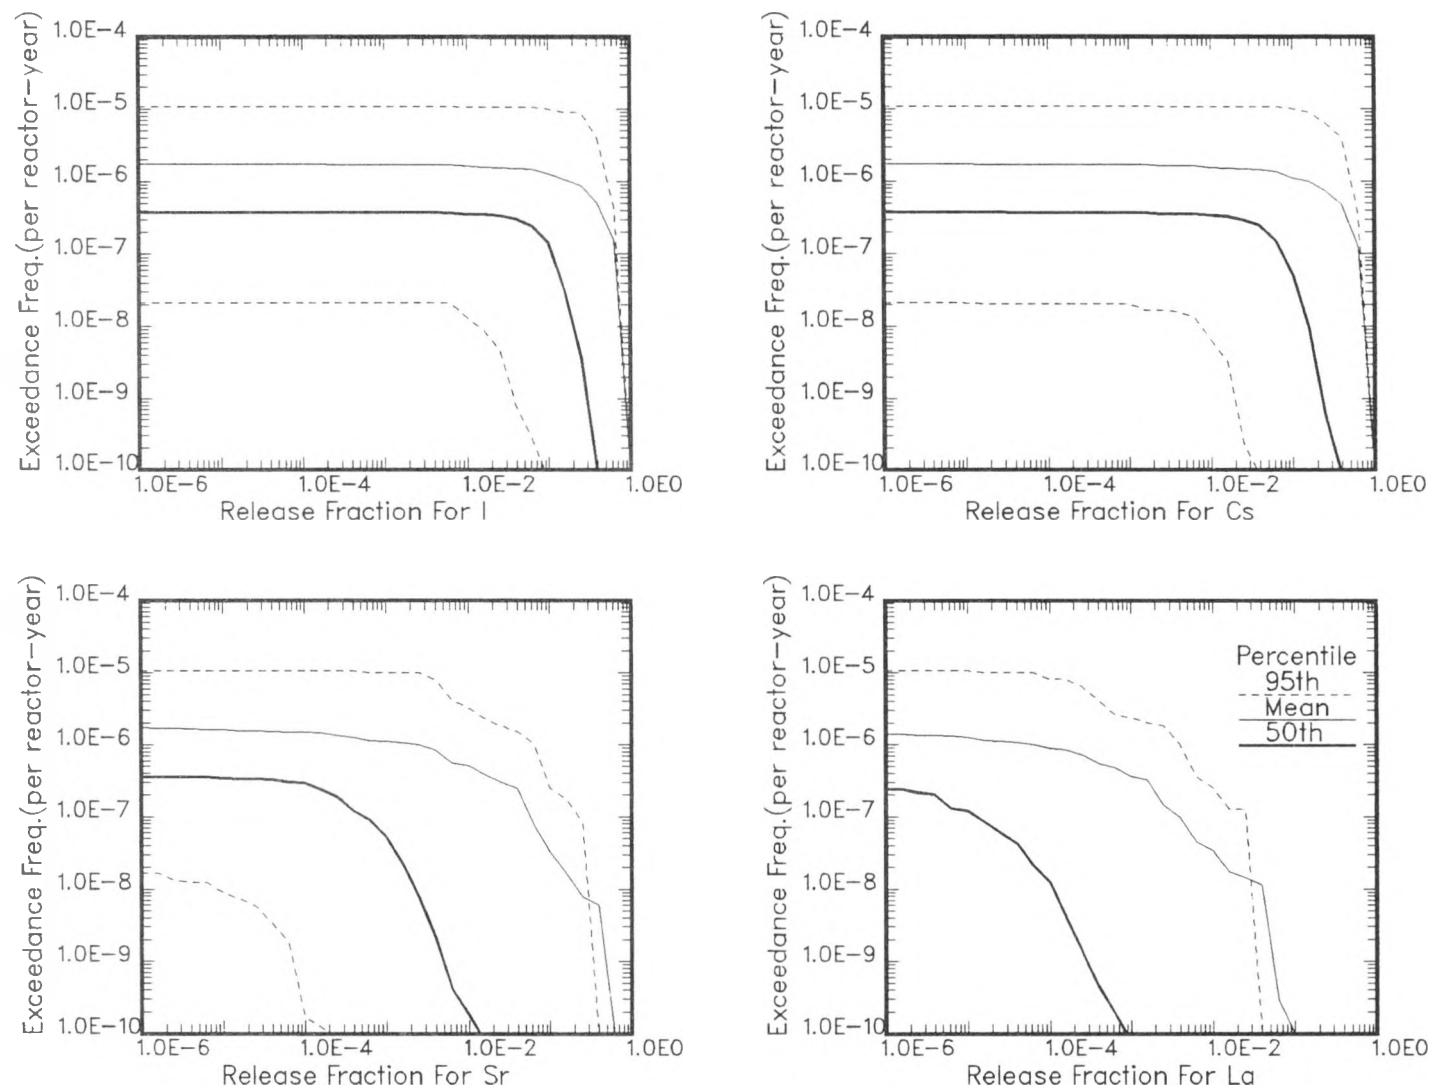 Exceedance Freq.(per reactor-year)
1.0E-4
1.0E-5
1.0E-6
1.0E-7
1.0E-8
1.0E-9
1.0E-10
1.0E-6 1.0E-4 1.0E-2 1.0E0
Release Fraction For I
Exceedance Freq.(per reactor-year)
1.0E-4
1.0E-5
1.0E-6
1.0E-7
1.0E-8
1.0E-9
1.0E-10
1.0E-6 1.0E-4 1.0E-2 1.0E0
Release Fraction For Cs
Exceedance Freq.(per reactor-year)
1.0E-4
1.0E-5
1.0E-6
1.0E-7
1.0E-8
1.0E-9
1.0E-10
1.0E-6 1.0E-4 1.0E-2 1.0E0
Release Fraction For Sr
Exceedance Freq.(per reactor-year)
1.0E-4
1.0E-5
1.0E-6
1.0E-7
1.0E-8
1.0E-9
1.0E-10
Percentile
95th
Mean
50th
1.0E-6 1.0E-4 1.0E-2 1.0E0
Release Fraction For La